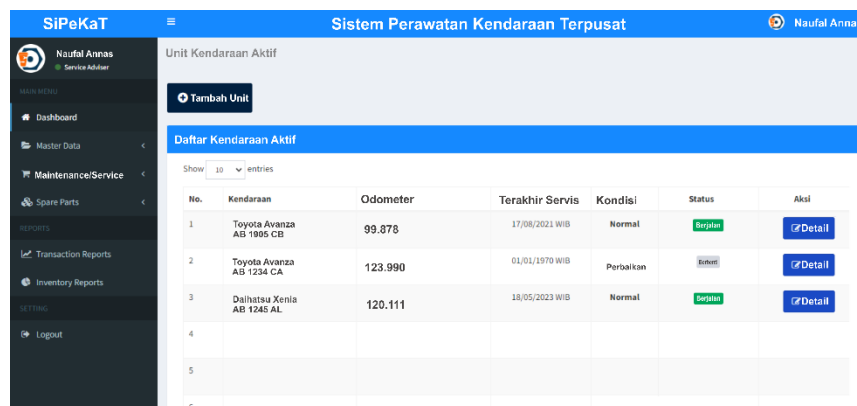 SiPeKaT
Sistem Perawatan Kendaraan Terpusat
Naufal Anna
Naufal Annas
Service Adviser
MAIN MENU
Dashboard
Master Data
Maintenance/Service
Spare Parts
REPORTS
Transaction Reports
Inventory Reports
SETTING
Logout
Unit Kendaraan Aktif
Tambah Unit
Daftar Kendaraan Aktif
Show 10 entries
No. Kendaraan Odometer Terakhir Servis Kondisi Status Aksi
1 Toyota Avanza AB 1905 CB 99.878 17/08/2021 WIB Normal Berjalan Detail
2 Toyota Avanza AB 1234 CA 123.990 01/01/1970 WIB Perbaikan Berhenti Detail
3 Daihatsu Xenia AB 1245 AL 120.111 18/05/2023 WIB Normal Berjalan Detail
4
5